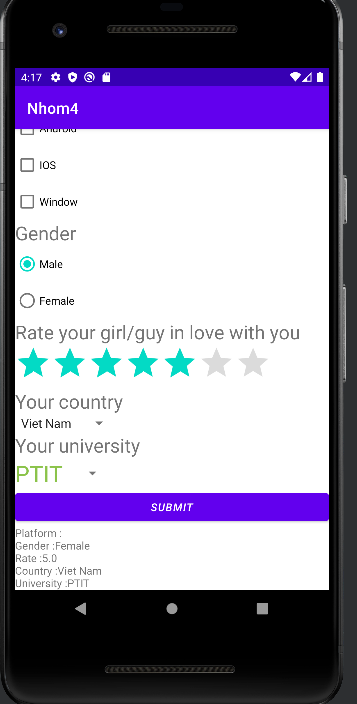 4:17
Nhom4
Android
IOS
Window
Gender
Male
Female
Rate your girl/guy in love with you
Your country
Viet Nam
Your university
PTIT
SUBMIT
Platform :
Gender :Female
Rate :5.0
Country :Viet Nam
University :PTIT